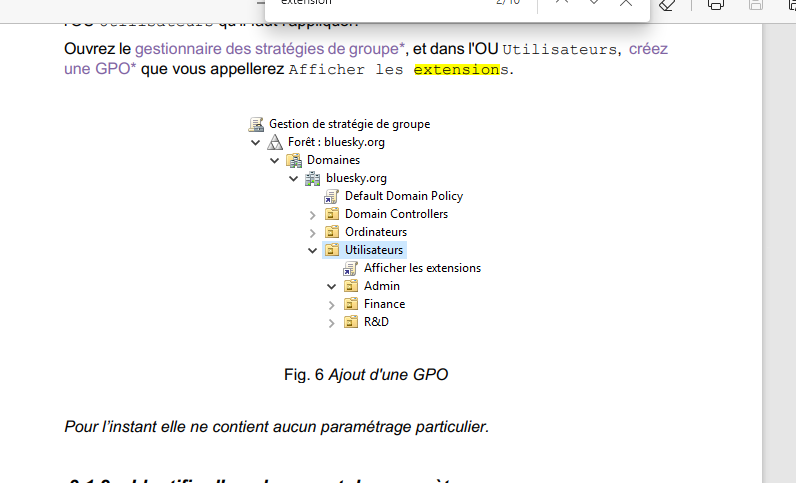 extension
2/10
l'OU Utilisateurs qu'il faut l'appliquer.
Ouvrez le gestionnaire des stratégies de groupe*, et dans l'OU Utilisateurs, créez
une GPO* que vous appellerez Afficher les extensions.
Gestion de stratégie de groupe
Forêt : bluesky.org
Domaines
bluesky.org
Default Domain Policy
Domain Controllers
Ordinateurs
Utilisateurs
Afficher les extensions
Admin
Finance
R&D
Fig. 6 Ajout d'une GPO
Pour l'instant elle ne contient aucun paramétrage particulier.